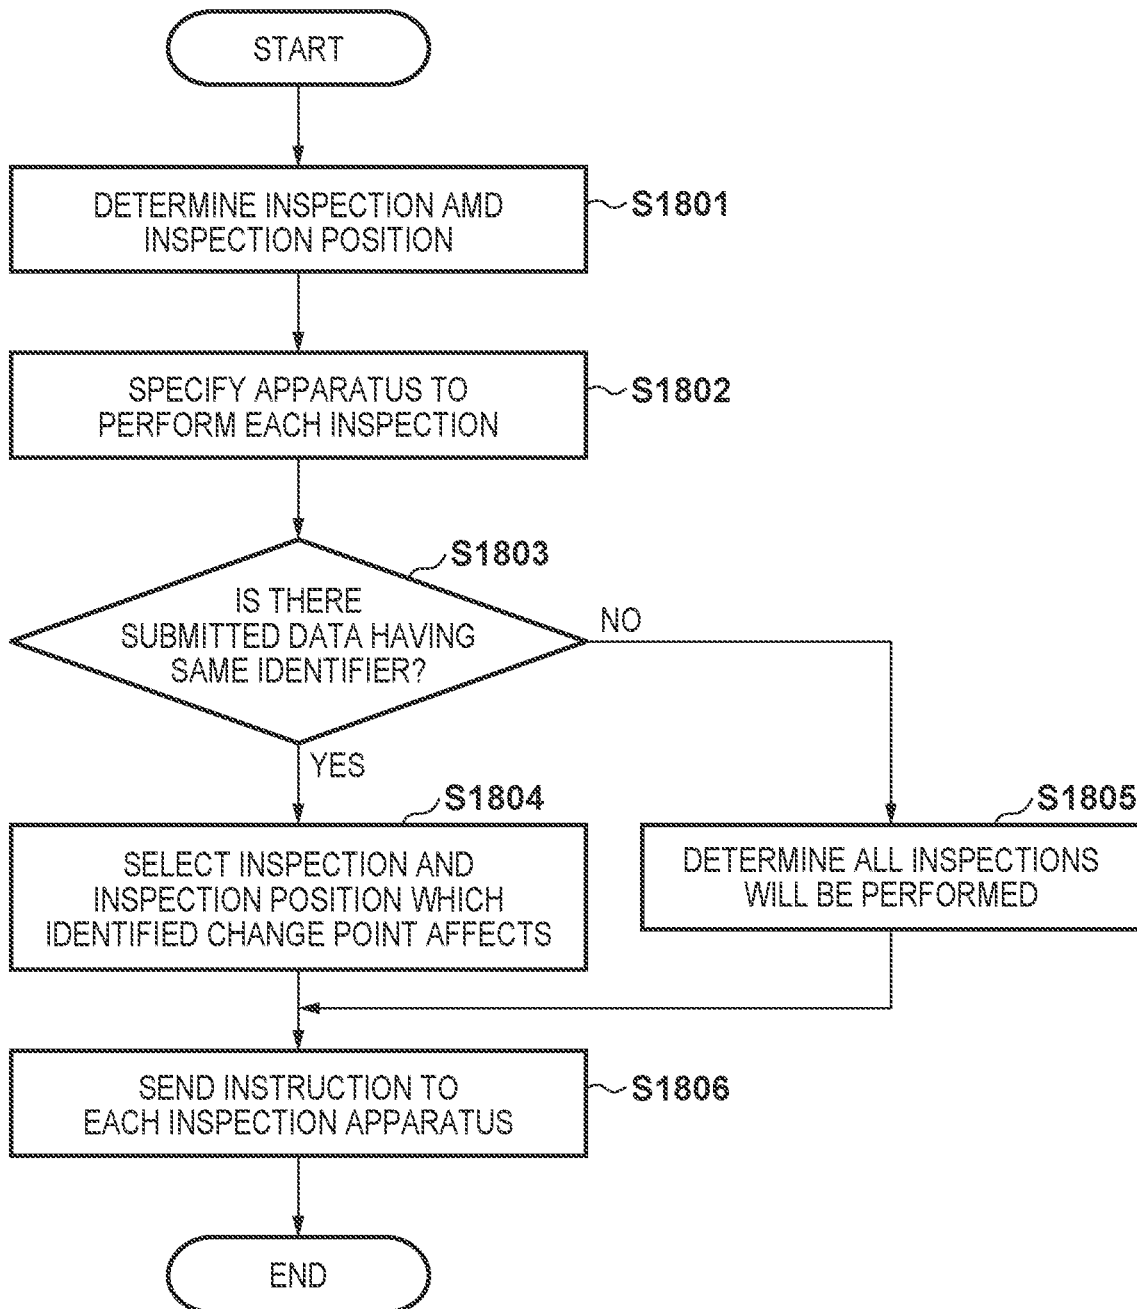 START
DETERMINE INSPECTION AMD
INSPECTION POSITION
S1801
SPECIFY APPARATUS TO
PERFORM EACH INSPECTION
S1802
S1803
IS THERE
SUBMITTED DATA HAVING
SAME IDENTIFIER?
NO
YES
S1804
SELECT INSPECTION AND
INSPECTION POSITION WHICH
IDENTIFIED CHANGE POINT AFFECTS
S1805
DETERMINE ALL INSPECTIONS
WILL BE PERFORMED
SEND INSTRUCTION TO
EACH INSPECTION APPARATUS
S1806
END